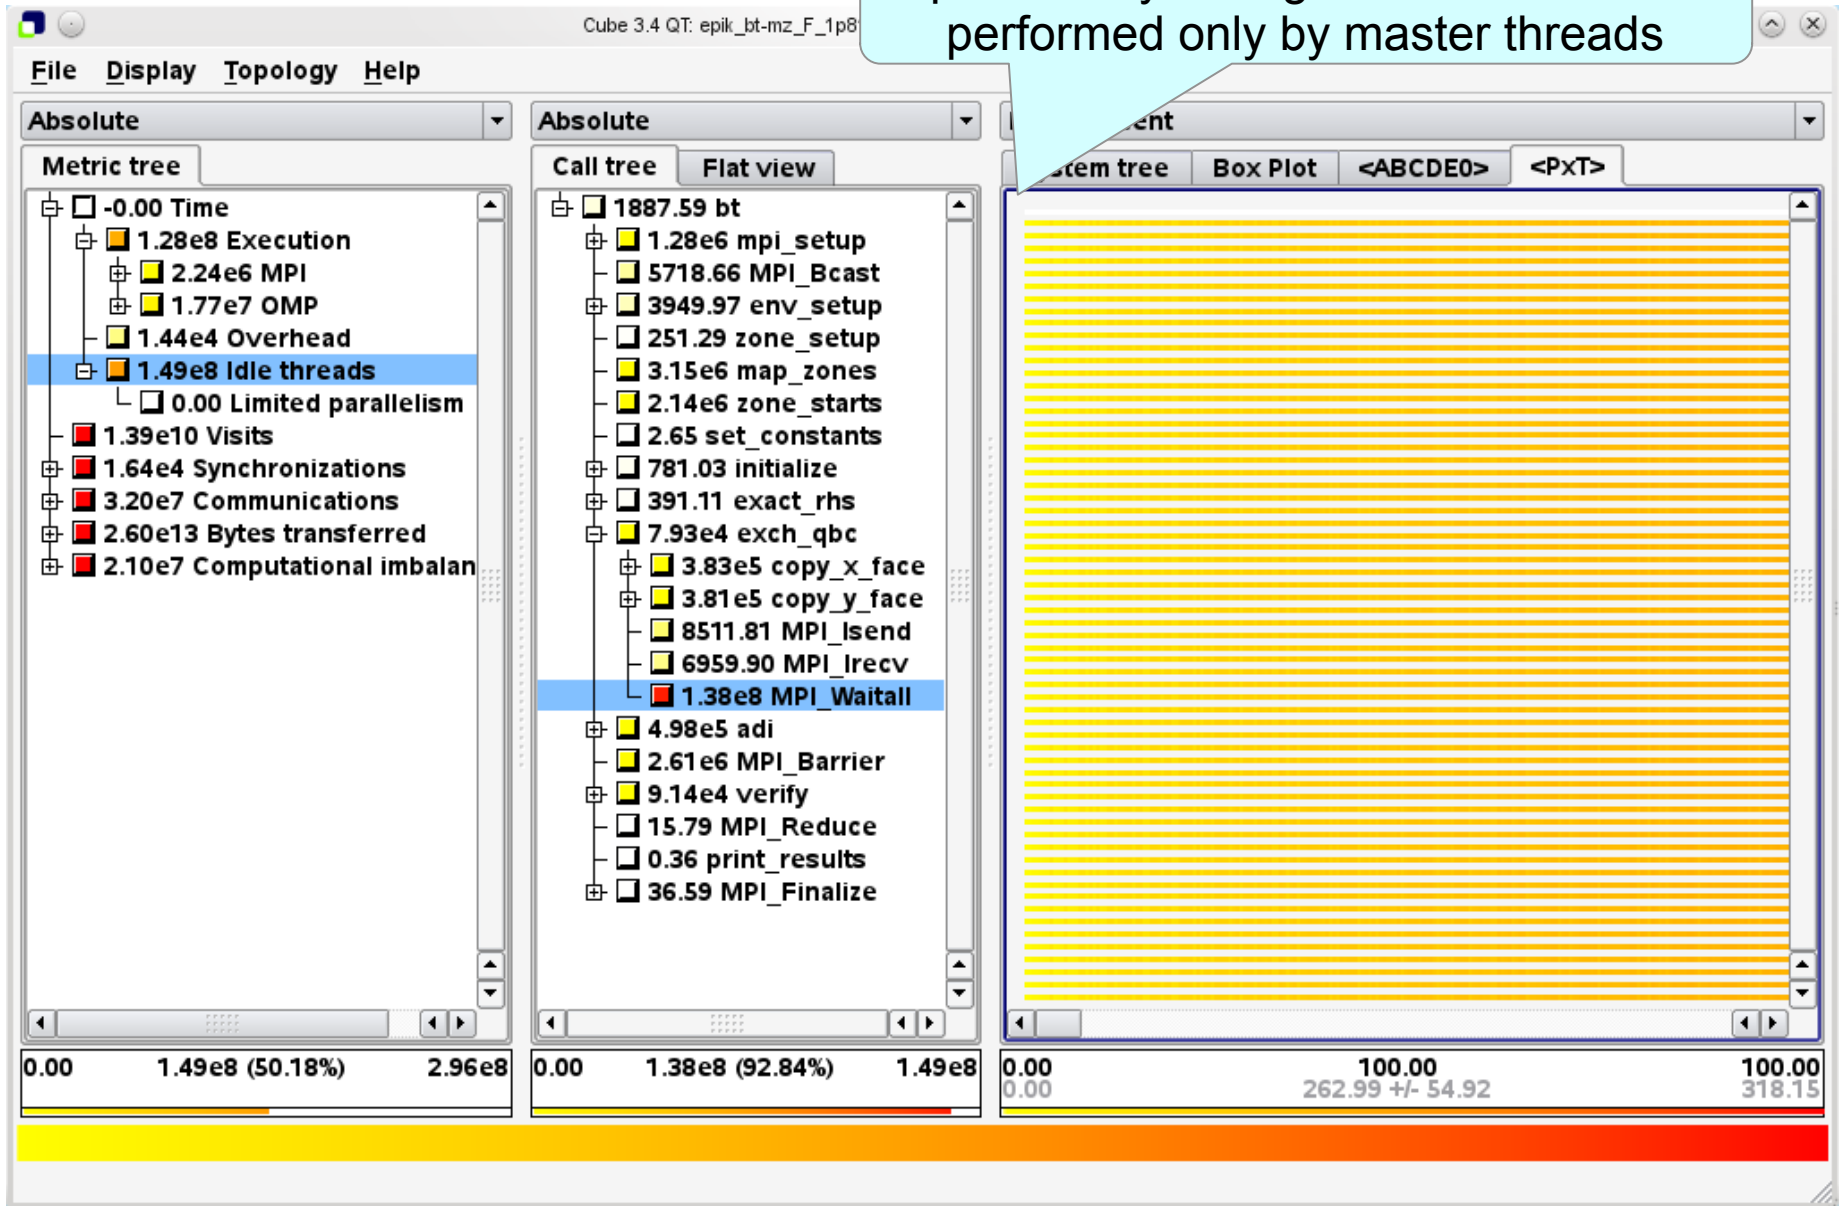 Cube 3.4 QT: epik_bt-mz_F_1p8
performed only by master threads
File Display Topology Help
Absolute
Metric tree
-0.00 Time
1.28e8 Execution
2.24e6 MPI
1.77e7 OMP
1.44e4 Overhead
1.49e8 Idle threads
0.00 Limited parallelism
1.39e10 Visits
1.64e4 Synchronizations
3.20e7 Communications
2.60e13 Bytes transferred
2.10e7 Computational imbalan
0.00 1.49e8 (50.18%) 2.96e8
Absolute
Call tree Flat view
1887.59 bt
1.28e6 mpi_setup
5718.66 MPI_Bcast
3949.97 env_setup
251.29 zone_setup
3.15e6 map_zones
2.14e6 zone_starts
2.65 set_constants
781.03 initialize
391.11 exact_rhs
7.93e4 exch_qbc
3.83e5 copy_x_face
3.81e5 copy_y_face
8511.81 MPI_Isend
6959.90 MPI_Irecv
1.38e8 MPI_Waitall
4.98e5 adi
2.61e6 MPI_Barrier
9.14e4 verify
15.79 MPI_Reduce
0.36 print_results
36.59 MPI_Finalize
0.00 1.38e8 (92.84%) 1.49e8
ent
stem tree Box Plot <ABCDE0> <PxT>
0.00 100.00 100.00
0.00 262.99 +/- 54.92 318.15